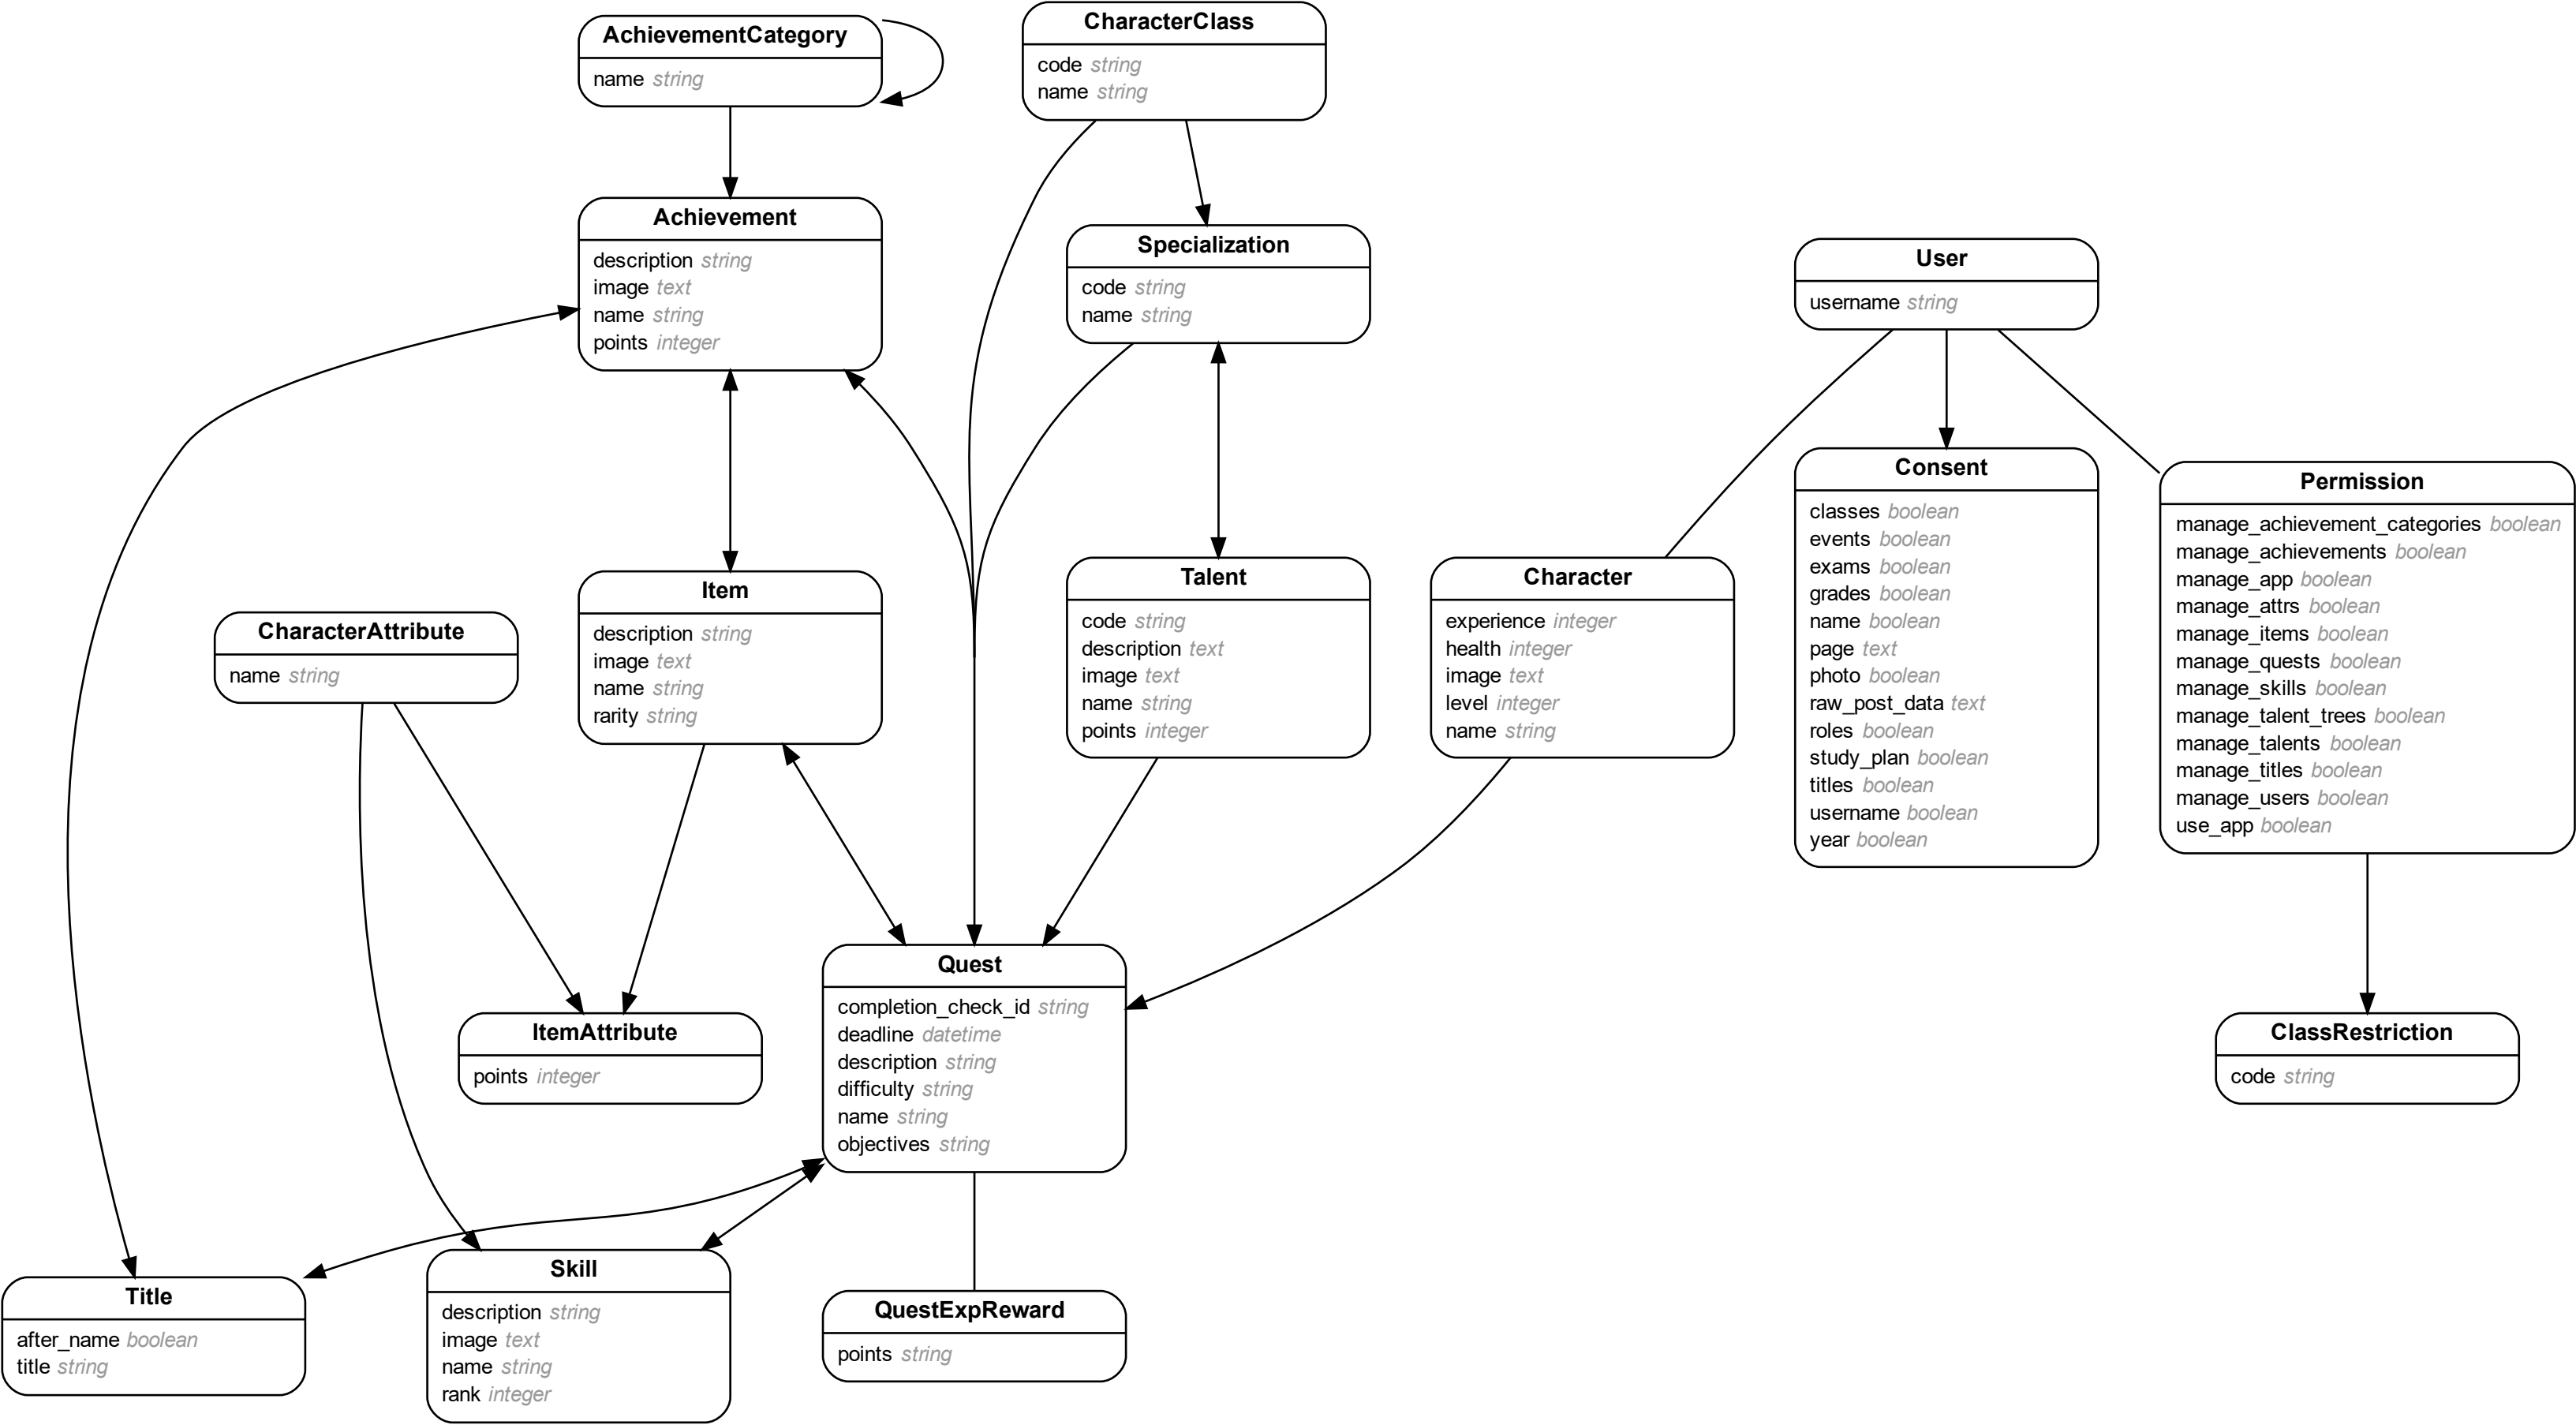 AchievementCategory
name string
CharacterClass
code string
name string
Achievement
description string
image text
name string
points integer
Specialization
code string
name string
User
username string
Consent
classes boolean
events boolean
exams boolean
grades boolean
name boolean
page text
photo boolean
raw_post_data text
roles boolean
study_plan boolean
titles boolean
username boolean
year boolean
Permission
manage_achievement_categories boolean
manage_achievements boolean
manage_app boolean
manage_attrs boolean
manage_items boolean
manage_quests boolean
manage_skills boolean
manage_talent_trees boolean
manage_talents boolean
manage_titles boolean
manage_users boolean
use_app boolean
CharacterAttribute
name string
Item
description string
image text
name string
rarity string
Talent
code string
description text
image text
name string
points integer
Character
experience integer
health integer
image text
level integer
name string
ItemAttribute
points integer
Quest
completion_check_id string
deadline datetime
description string
difficulty string
name string
objectives string
ClassRestriction
code string
Title
after_name boolean
title string
Skill
description string
image text
name string
rank integer
QuestExpReward
points string